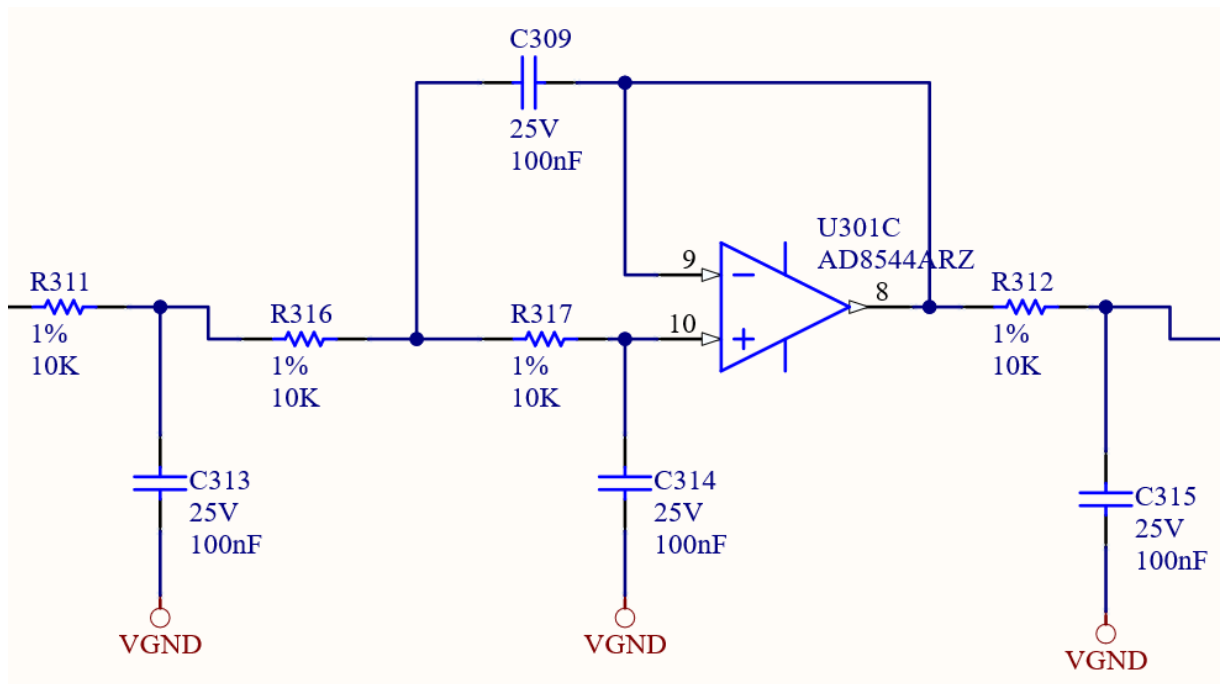 C309
25V
100nF
U301C
AD8544ARZ
9
8
10
R311
1%
10K
R316
1%
10K
R317
1%
10K
R312
1%
10K
C313
25V
100nF
C314
25V
100nF
C315
25V
100nF
VGND
VGND
VGND